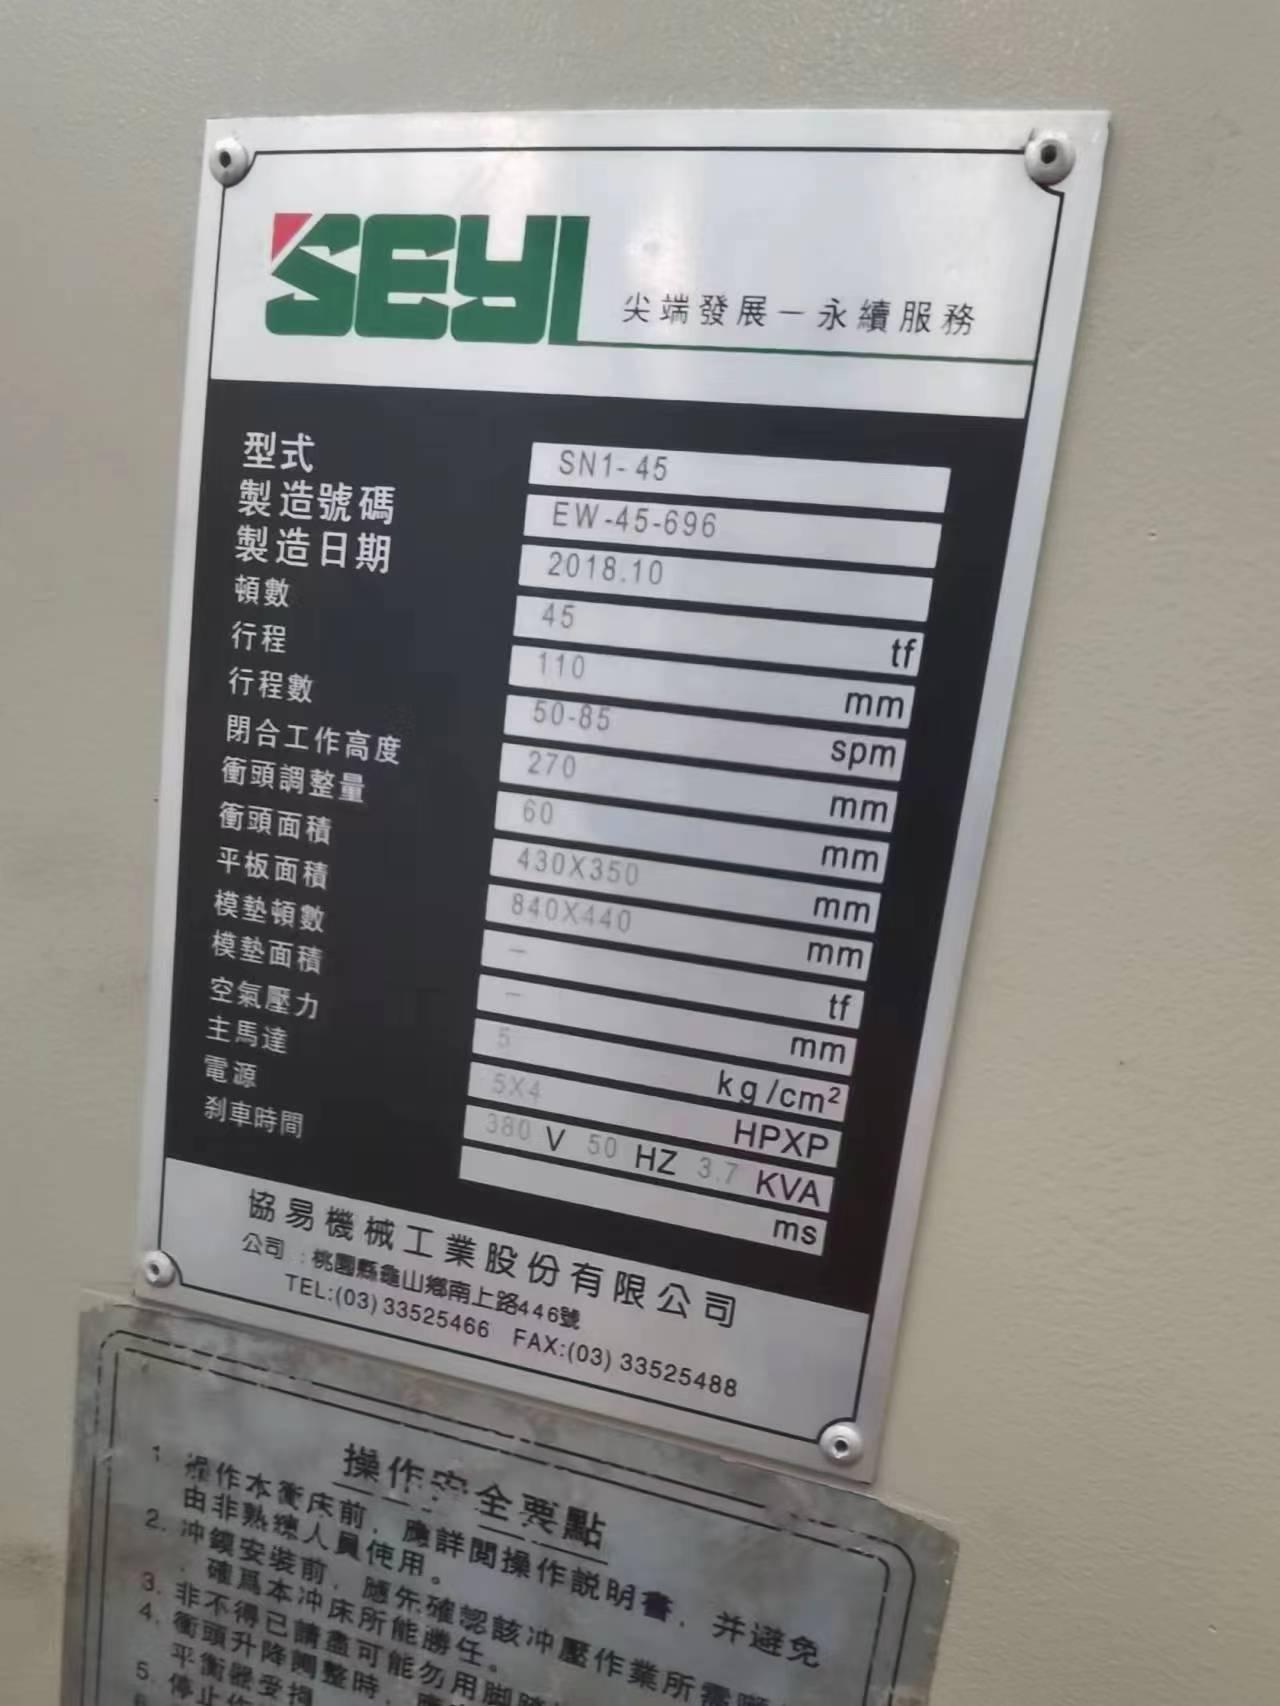 SEYI
尖端發展－永續服務
型式 SN1-45
製造號碼 EW-45-696
製造日期 2018.10
頓數 45 tf
行程 110 mm
行程數 50-85 spm
閉合工作高度 270 mm
衝頭調整量 60 mm
衝頭面積 430X350 mm
平板面積 840X440 mm
模墊頓數 － tf
模墊面積 － mm
空氣壓力 5 kg/cm²
主馬達 5X4 HPXP
電源 380 V 50 HZ 3.7 KVA
刹車時間 ms
協易機械工業股份有限公司
公司：桃園縣龜山鄉南上路446號
TEL:(03) 33525466 FAX:(03) 33525488
操作安全要點
1. 操作本衝床前，應詳閱操作説明書，并避免
由非熟練人員使用。
2. 冲鍛安裝前，應先確認該冲壓作業所需
確爲本冲床所能勝任。
3. 非不得已請盡可能勿用脚踏
4. 衝頭升降調整時，應
平衡器受損
5. 停止作